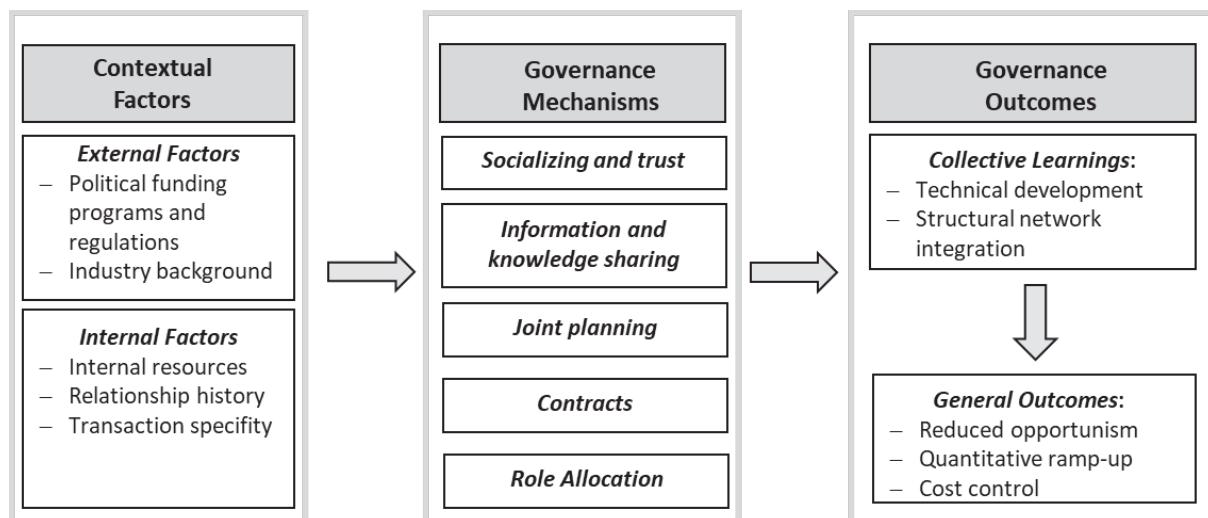 Contextual
Factors
External Factors
– Political funding
programs and
regulations
– Industry background
Internal Factors
– Internal resources
– Relationship history
– Transaction specifity
Governance
Mechanisms
Socializing and trust
Information and
knowledge sharing
Joint planning
Contracts
Role Allocation
Governance
Outcomes
Collective Learnings:
– Technical development
– Structural network
integration
General Outcomes:
– Reduced opportunism
– Quantitative ramp-up
– Cost control